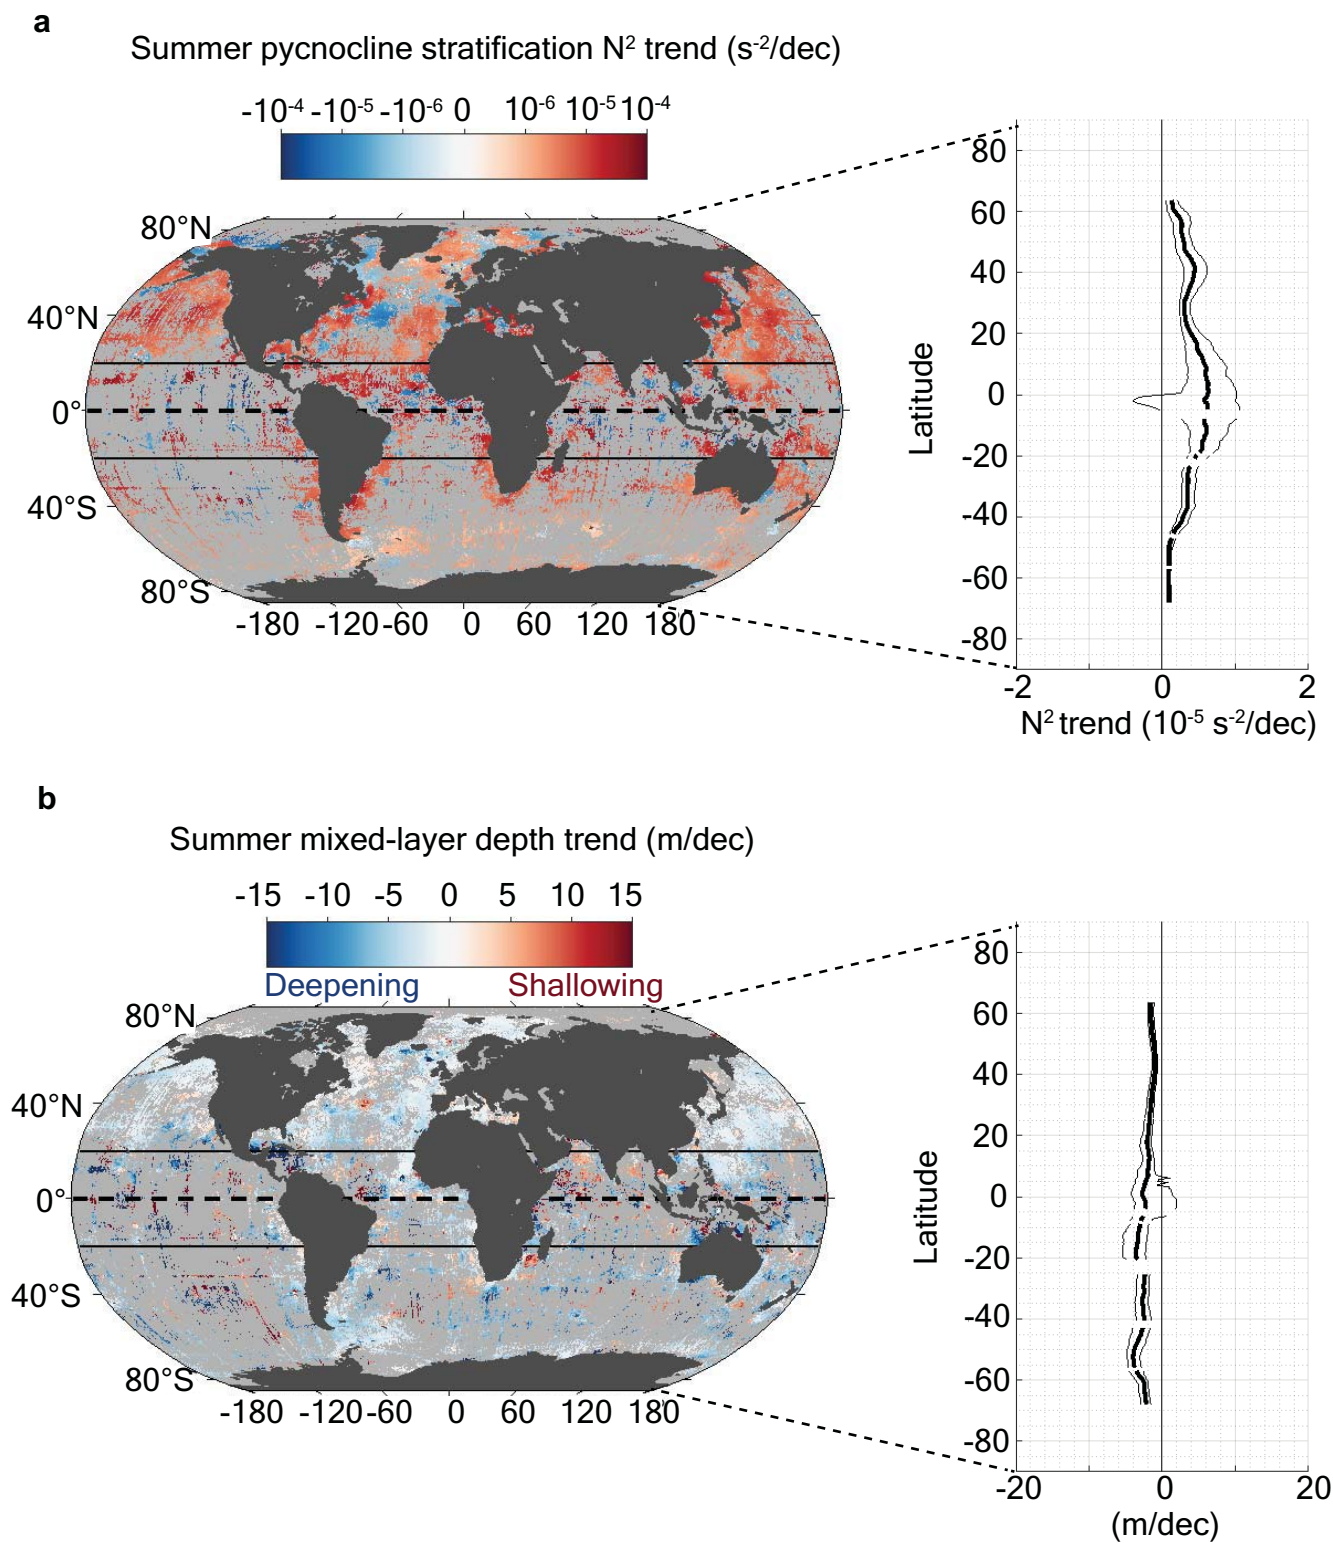 a
Summer pycnocline stratification N² trend (s⁻²/dec)
-10⁻⁴ -10⁻⁵ -10⁻⁶ 0 10⁻⁶ 10⁻⁵ 10⁻⁴
80°N
40°N
0°
40°S
80°S
-180 -120 -60 0 60 120 180
80
60
40
20
0
-20
-40
-60
-80
Latitude
-2 0 2
N² trend (10⁻⁵ s⁻²/dec)
b
Summer mixed-layer depth trend (m/dec)
-15 -10 -5 0 5 10 15
Deepening Shallowing
80°N
40°N
0°
40°S
80°S
-180 -120 -60 0 60 120 180
80
60
40
20
0
-20
-40
-60
-80
Latitude
-20 0 20
(m/dec)